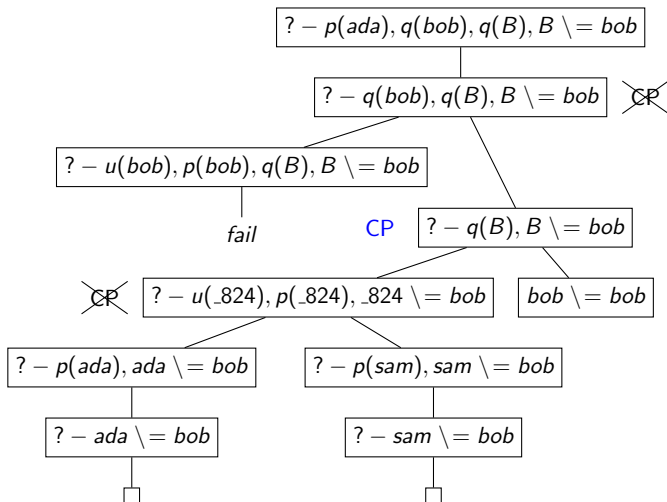 ? − p(ada), q(bob), q(B), B \= bob
? − q(bob), q(B), B \= bob CP
? − u(bob), p(bob), q(B), B \= bob
fail
CP ? − q(B), B \= bob
CP ? − u(_824), p(_824), _824 \= bob bob \= bob
? − p(ada), ada \= bob ? − p(sam), sam \= bob
? − ada \= bob ? − sam \= bob